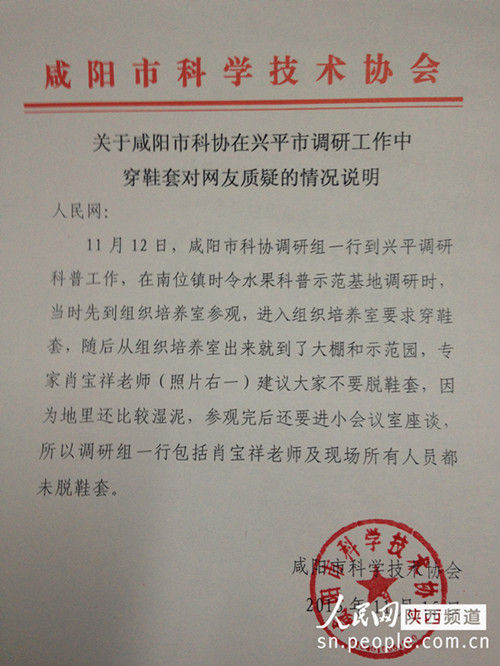 咸阳市科学技术协会
关于咸阳市科协在兴平市调研工作中
穿鞋套对网友质疑的情况说明
人民网：
11月12日，咸阳市科协调研组一行到兴平调研
科普工作，在南位镇时令水果科普示范基地调研时，
当时先到组织培养室参观，进入组织培养室要求穿鞋
套，随后从组织培养室出来就到了大棚和示范园，专
家肖宝祥老师（照片右一）建议大家不要脱鞋套，因
为地里还比较湿泥，参观完后还要进小会议室座谈，
所以调研组一行包括肖宝祥老师及现场所有人员都
未脱鞋套。
咸阳市科学技术协会
咸阳市科学技术协会
人民网 陕西频道
sn.people.com.cn